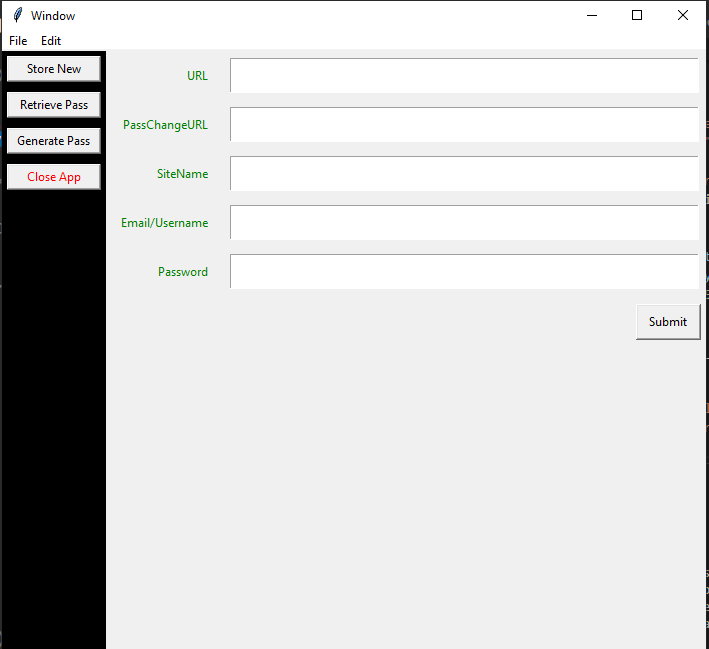 Window
File Edit
Store New
Retrieve Pass
Generate Pass
Close App
URL
PassChangeURL
SiteName
Email/Username
Password
Submit